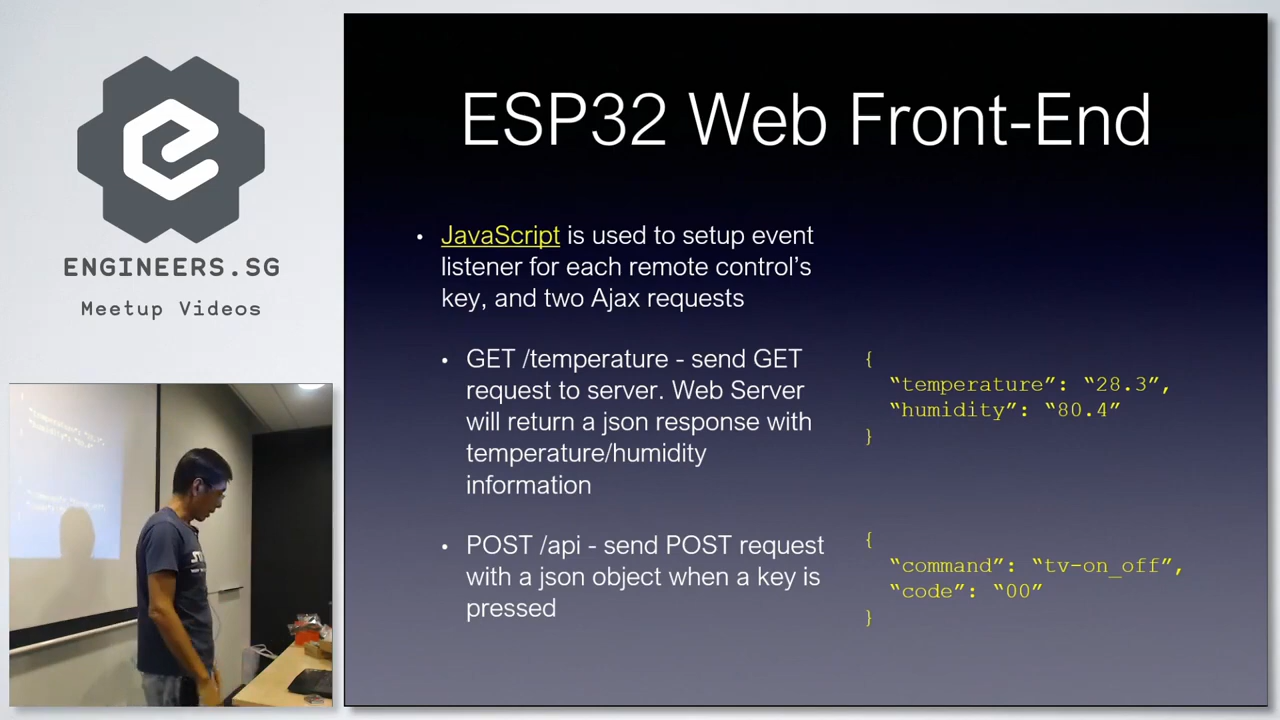 ENGINEERS.SG
Meetup Videos
ESP32 Web Front-End
• JavaScript is used to setup event
listener for each remote control’s
key, and two Ajax requests
• GET /temperature - send GET
request to server. Web Server
will return a json response with
temperature/humidity
information
{
“temperature”: “28.3”,
“humidity”: “80.4”
}
• POST /api - send POST request
with a json object when a key is
pressed
{
“command”: “tv-on_off”,
“code”: “00”
}